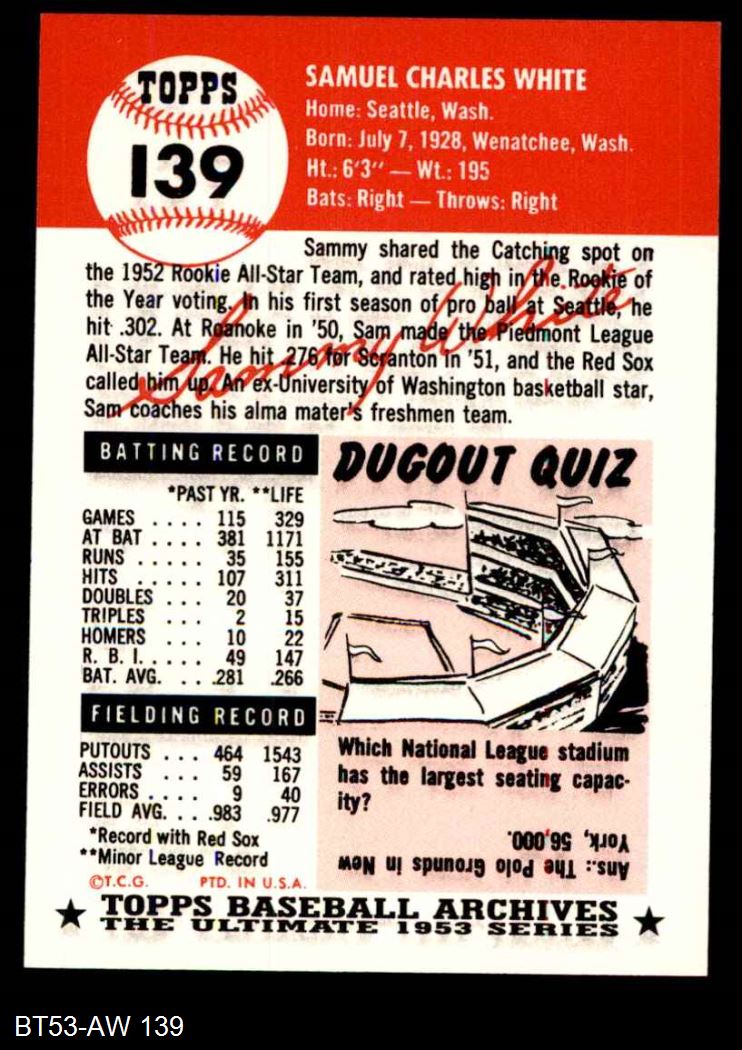 TOPPS
139
SAMUEL CHARLES WHITE
Home: Seattle, Wash.
Born: July 7, 1928, Wenatchee, Wash.
Ht.: 6'3" — Wt.: 195
Bats: Right — Throws: Right
Sammy shared the Catching spot on
the 1952 Rookie All-Star Team, and rated high in the Rookie of
the Year voting. In his first season of pro ball at Seattle, he
hit .302. At Roanoke in '50, Sam made the Piedmont League
All-Star Team. He hit .276 for Scranton in '51, and the Red Sox
called him up. An ex-University of Washington basketball star,
Sam coaches his alma mater's freshmen team.
Sammy White
BATTING RECORD
*PAST YR. **LIFE
GAMES .... 115 329
AT BAT .... 381 1171
RUNS ..... 35 155
HITS ...... 107 311
DOUBLES ... 20 37
TRIPLES ... 2 15
HOMERS ... 10 22
R. B. I. .... 49 147
BAT. AVG. ... .281 .266
FIELDING RECORD
PUTOUTS ... 464 1543
ASSISTS .... 59 167
ERRORS .... 9 40
FIELD AVG. ... .983 .977
*Record with Red Sox
**Minor League Record
©T.C.G. PTD. IN U.S.A.
DUGOUT QUIZ
Which National League stadium
has the largest seating capac-
ity?
Ans.: The Polo Grounds in New
York, 56,000.
TOPPS BASEBALL ARCHIVES
THE ULTIMATE 1953 SERIES
BT53-AW 139